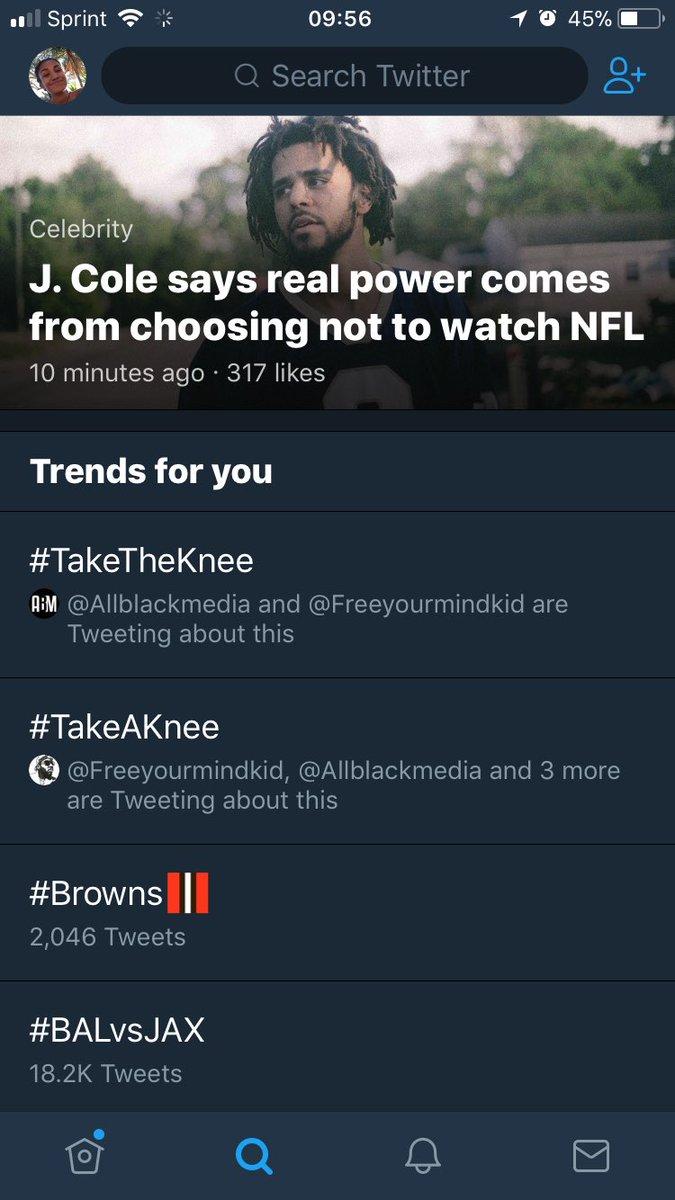 Sprint 09:56 45%
Search Twitter
Celebrity
J. Cole says real power comes
from choosing not to watch NFL
10 minutes ago · 317 likes
Trends for you
#TakeTheKnee
ABM @Allblackmedia and @Freeyourmindkid are
Tweeting about this
#TakeAKnee
@Freeyourmindkid, @Allblackmedia and 3 more
are Tweeting about this
#Browns
2,046 Tweets
#BALvsJAX
18.2K Tweets